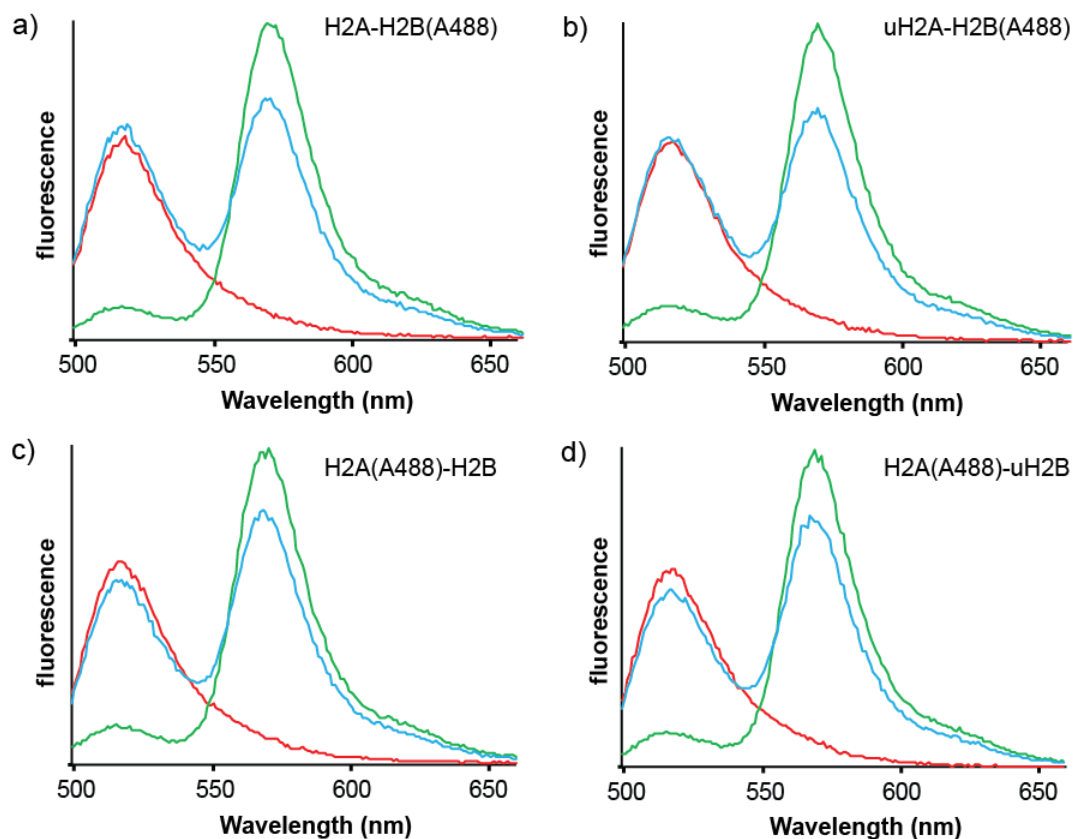 a) H2A-H2B(A488)
fluorescence
500 550 600 650
Wavelength (nm)
b) uH2A-H2B(A488)
fluorescence
500 550 600 650
Wavelength (nm)
c) H2A(A488)-H2B
fluorescence
500 550 600 650
Wavelength (nm)
d) H2A(A488)-uH2B
fluorescence
500 550 600 650
Wavelength (nm)